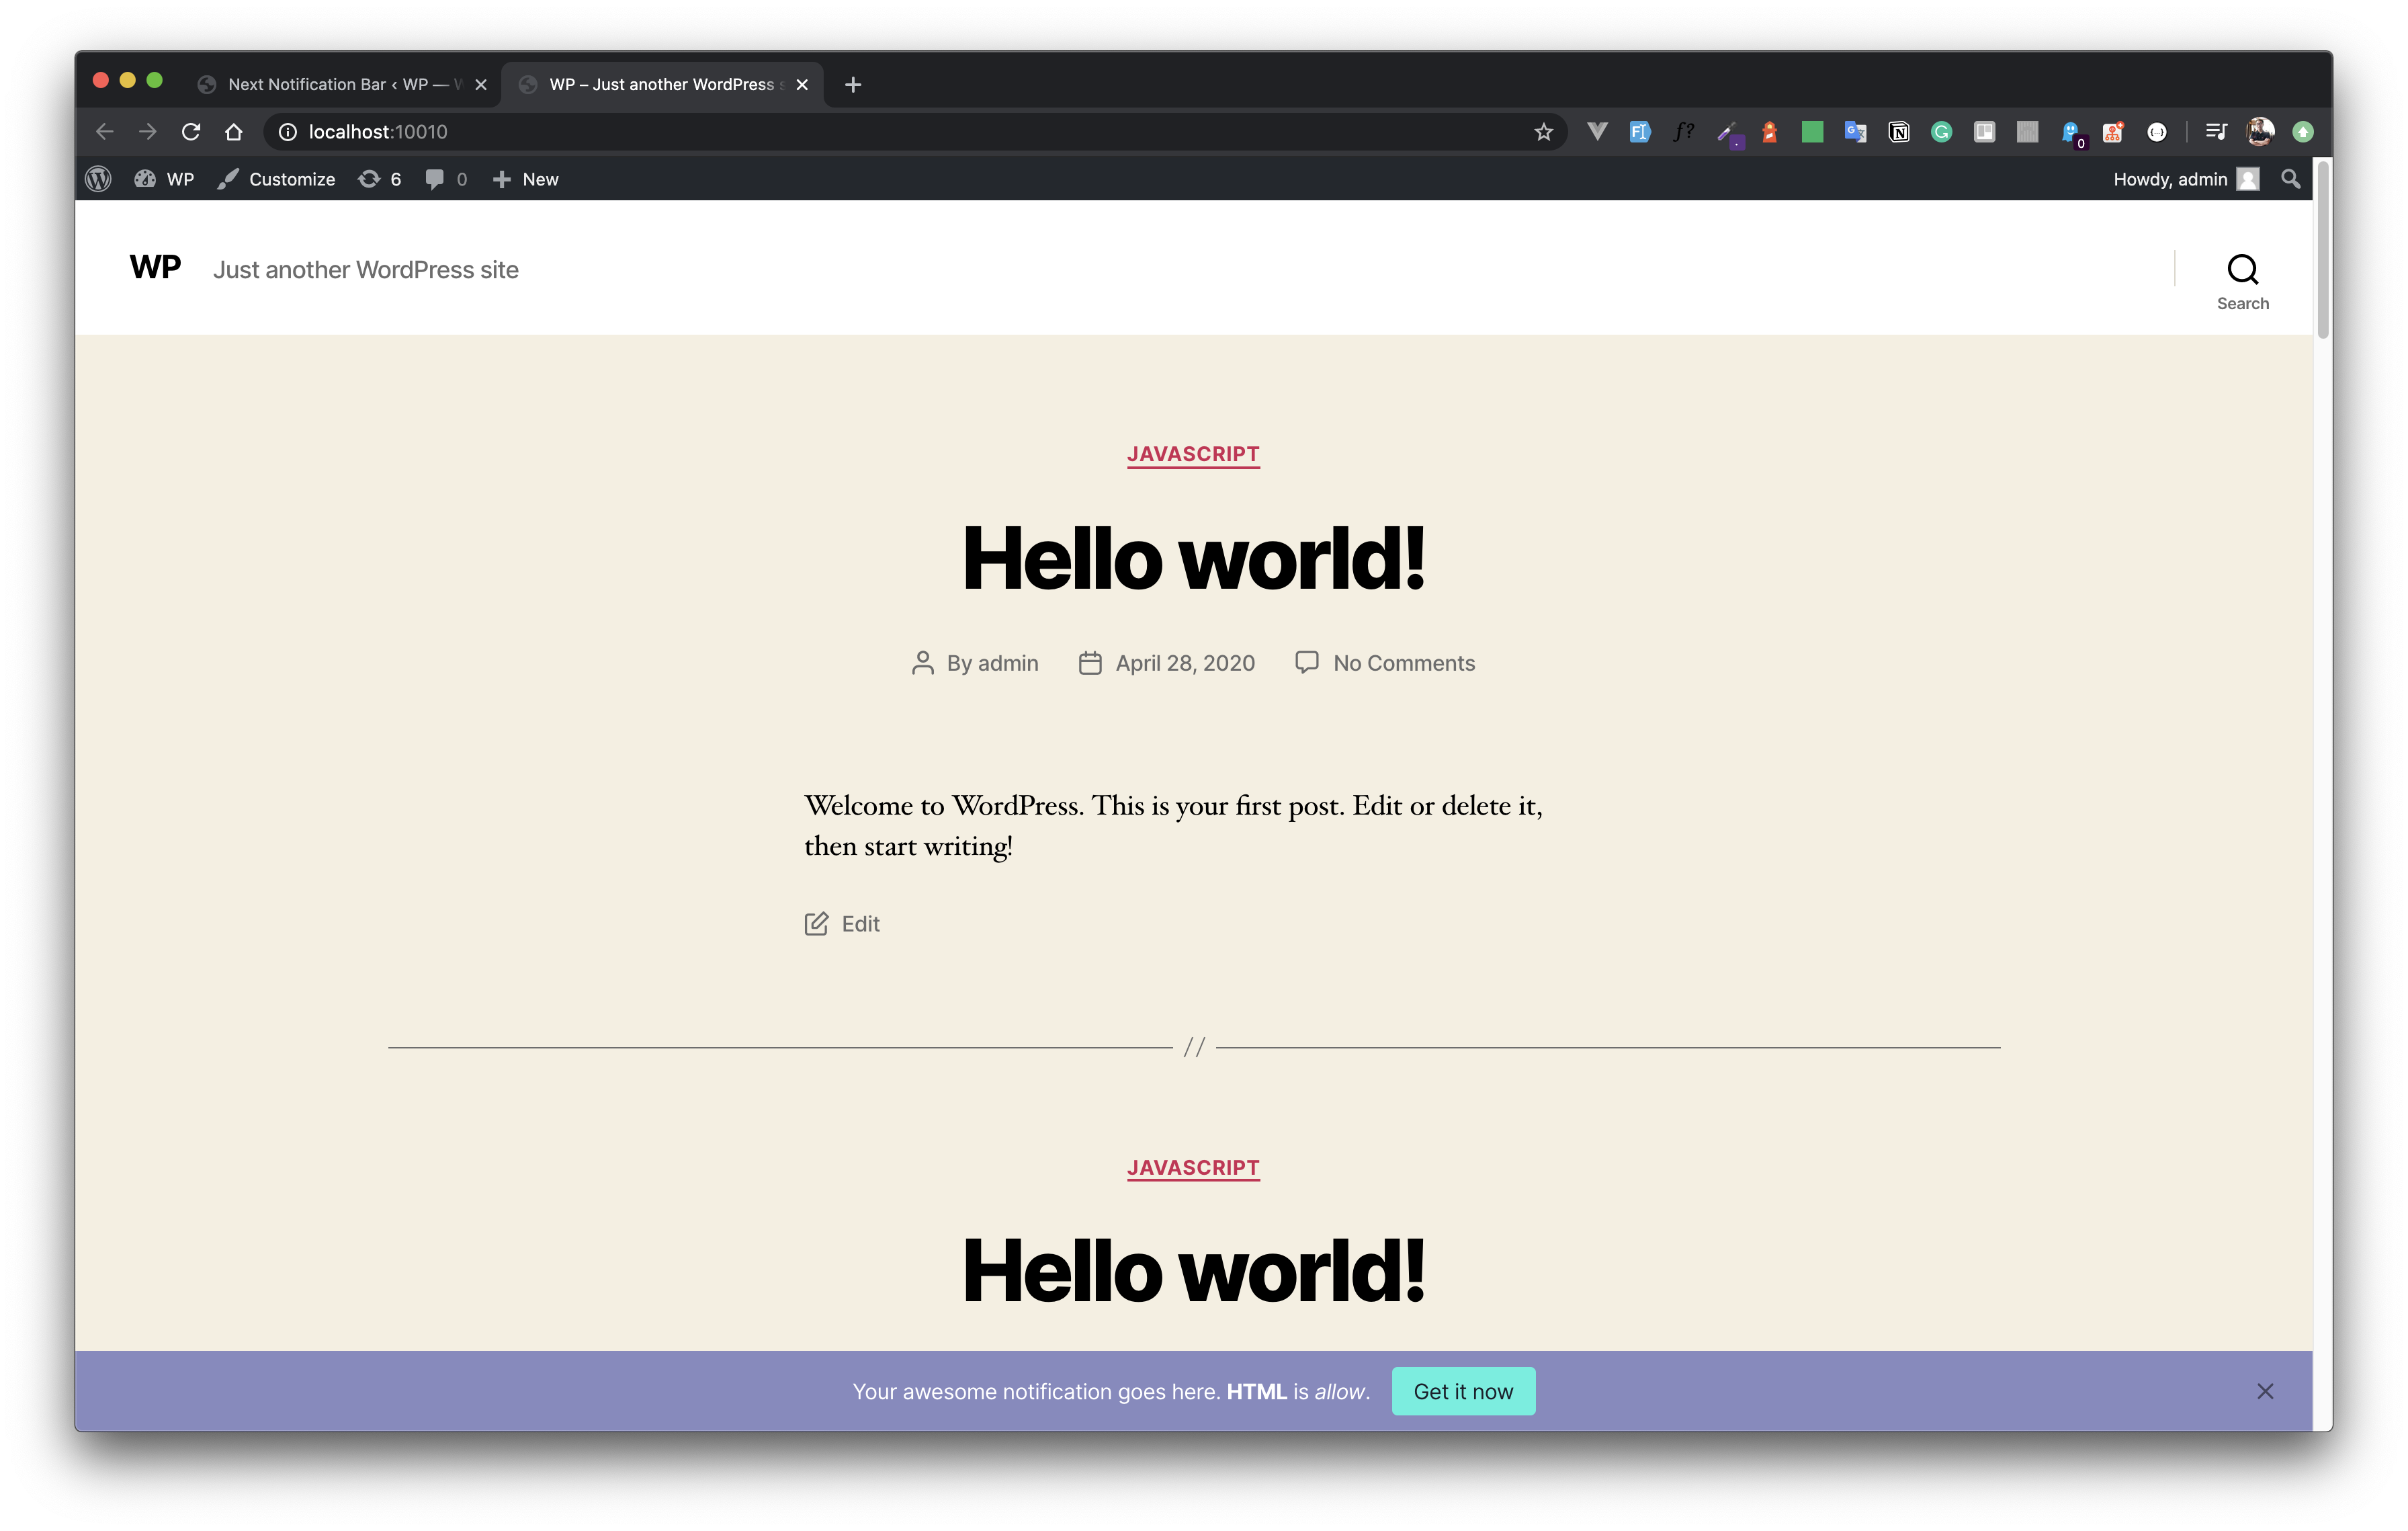 Next Notification Bar ‹ WP —
WP – Just another WordPress
localhost:10010
0
WP
Customize
6
0
New
Howdy, admin
WP
Just another WordPress site
Search
JAVASCRIPT
Hello world!
By admin
April 28, 2020
No Comments
Welcome to WordPress. This is your first post. Edit or delete it,
then start writing!
Edit
//
JAVASCRIPT
Hello world!
Your awesome notification goes here. HTML is allow.
Get it now